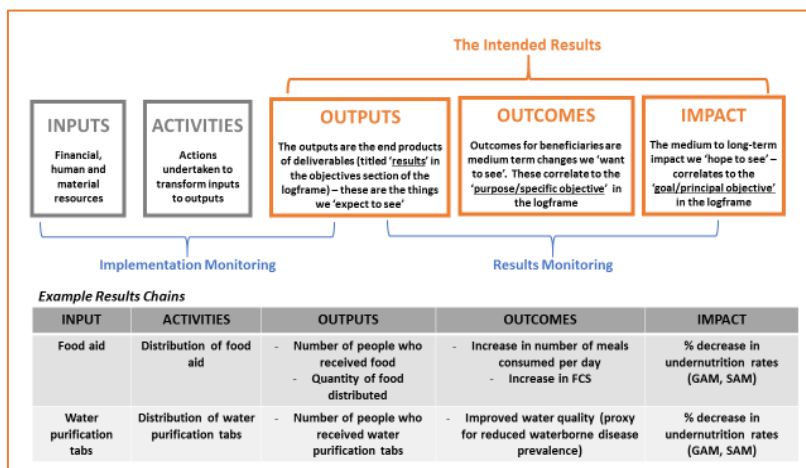 The Intended Results
INPUTS
Financial,
human and
material
resources
ACTIVITIES
Actions
undertaken to
transform inputs
to outputs
OUTPUTS
The outputs are the end products
of deliverables (titled ‘results’ in
the objectives section of the
logframe) – these are the things
we ‘expect to see’
OUTCOMES
Outcomes for beneficiaries are
medium term changes we ‘want
to see’. These correlate to the
‘purpose/specific objective’ in
the logframe
IMPACT
The medium to long-term
impact we ‘hope to see’ –
correlates to the
‘goal/principal objective’
in the logframe
Implementation Monitoring
Results Monitoring
Example Results Chains
INPUT ACTIVITIES OUTPUTS OUTCOMES IMPACT
Food aid
Distribution of food
aid
- Number of people who
received food
- Quantity of food
distributed
- Increase in number of meals
consumed per day
- Increase in FCS
% decrease in
undernutrition rates
(GAM, SAM)
Water
purification
tabs
Distribution of water
purification tabs
- Number of people who
received water
purification tabs
- Improved water quality (proxy
for reduced waterborne disease
prevalence)
% decrease in
undernutrition rates
(GAM, SAM)